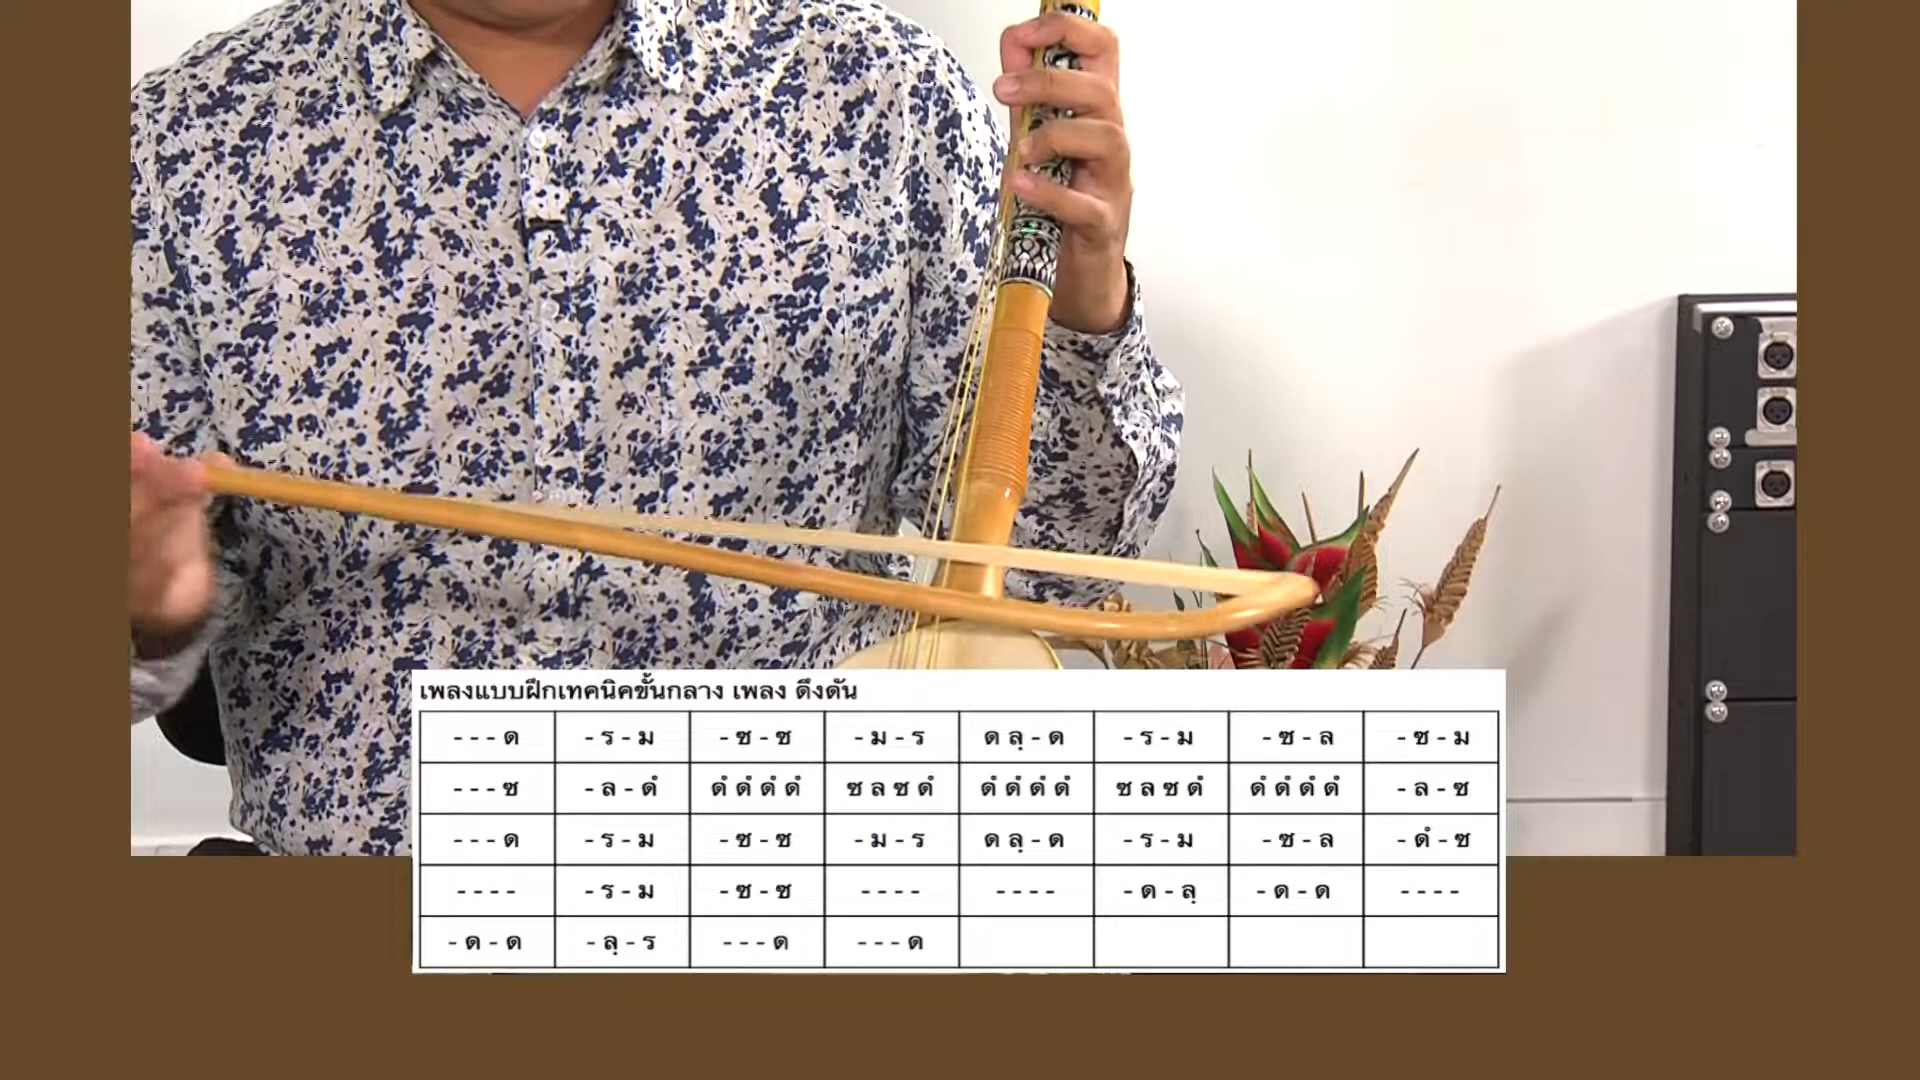 เพลงแบบฝึกเทคนิคขั้นกลาง เพลง ดึงดัน
- - - ด - ร - ม - ซ - ซ - ม - ร ด ลฺ - ด - ร - ม - ซ - ล - ซ - ม
- - - ซ - ล - ดํ ดํ ดํ ดํ ดํ ซ ล ซ ดํ ดํ ดํ ดํ ดํ ซ ล ซ ดํ ดํ ดํ ดํ ดํ - ล - ซ
- - - ด - ร - ม - ซ - ซ - ม - ร ด ลฺ - ด - ร - ม - ซ - ล - ดํ - ซ
- - - - - ร - ม - ซ - ซ - - - - - - - - - ด - ลฺ - ด - ด - - - -
- ด - ด - ลฺ - ร - - - ด - - - ด